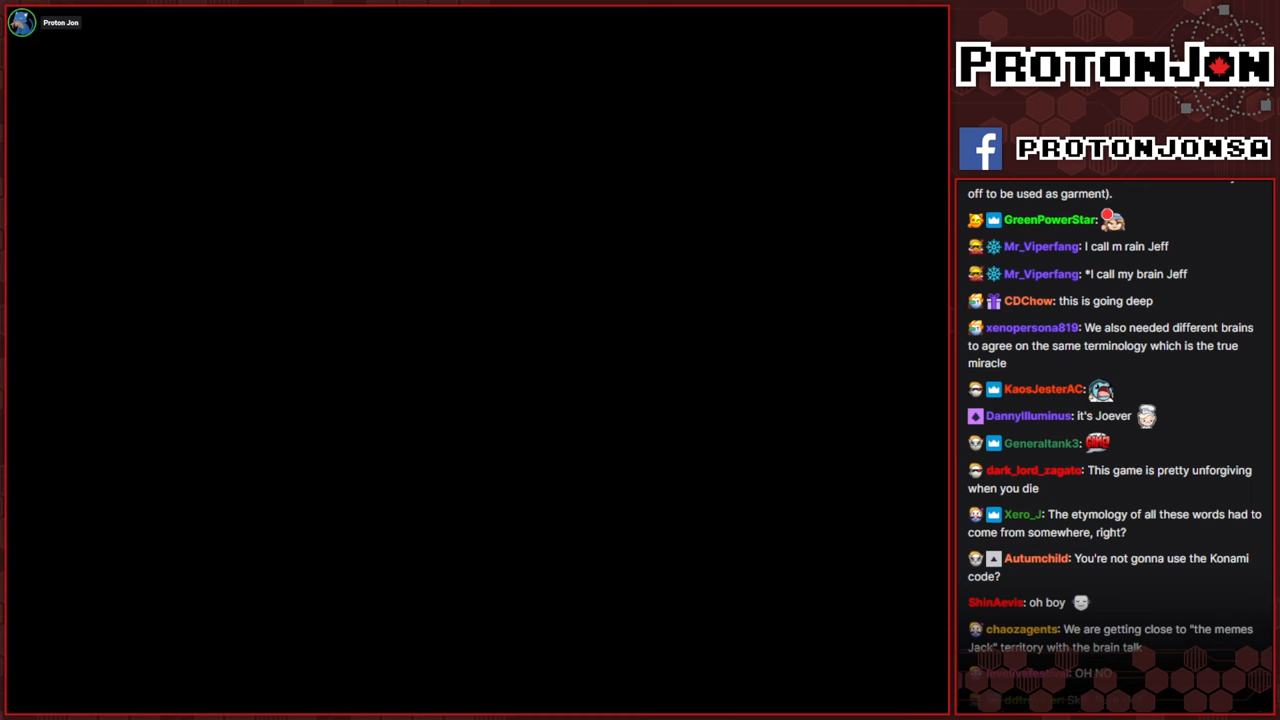 Proton Jon
PROTONJON
PROTONJONSA
off to be used as garment).
GreenPowerStar:
Mr_Viperfang: I call m rain Jeff
Mr_Viperfang: *I call my brain Jeff
CDChow: this is going deep
xenopersona819: We also needed different brains
to agree on the same terminology which is the true
miracle
KaosJesterAC:
DannyIlluminus: it's Joever
Generaltank3:
dark_lord_zagato: This game is pretty unforgiving
when you die
Xero_J: The etymology of all these words had to
come from somewhere, right?
Autumchild: You're not gonna use the Konami
code?
ShinAevis: oh boy
chaozagents: We are getting close to "the memes
Jack" territory with the brain talk
OH NO